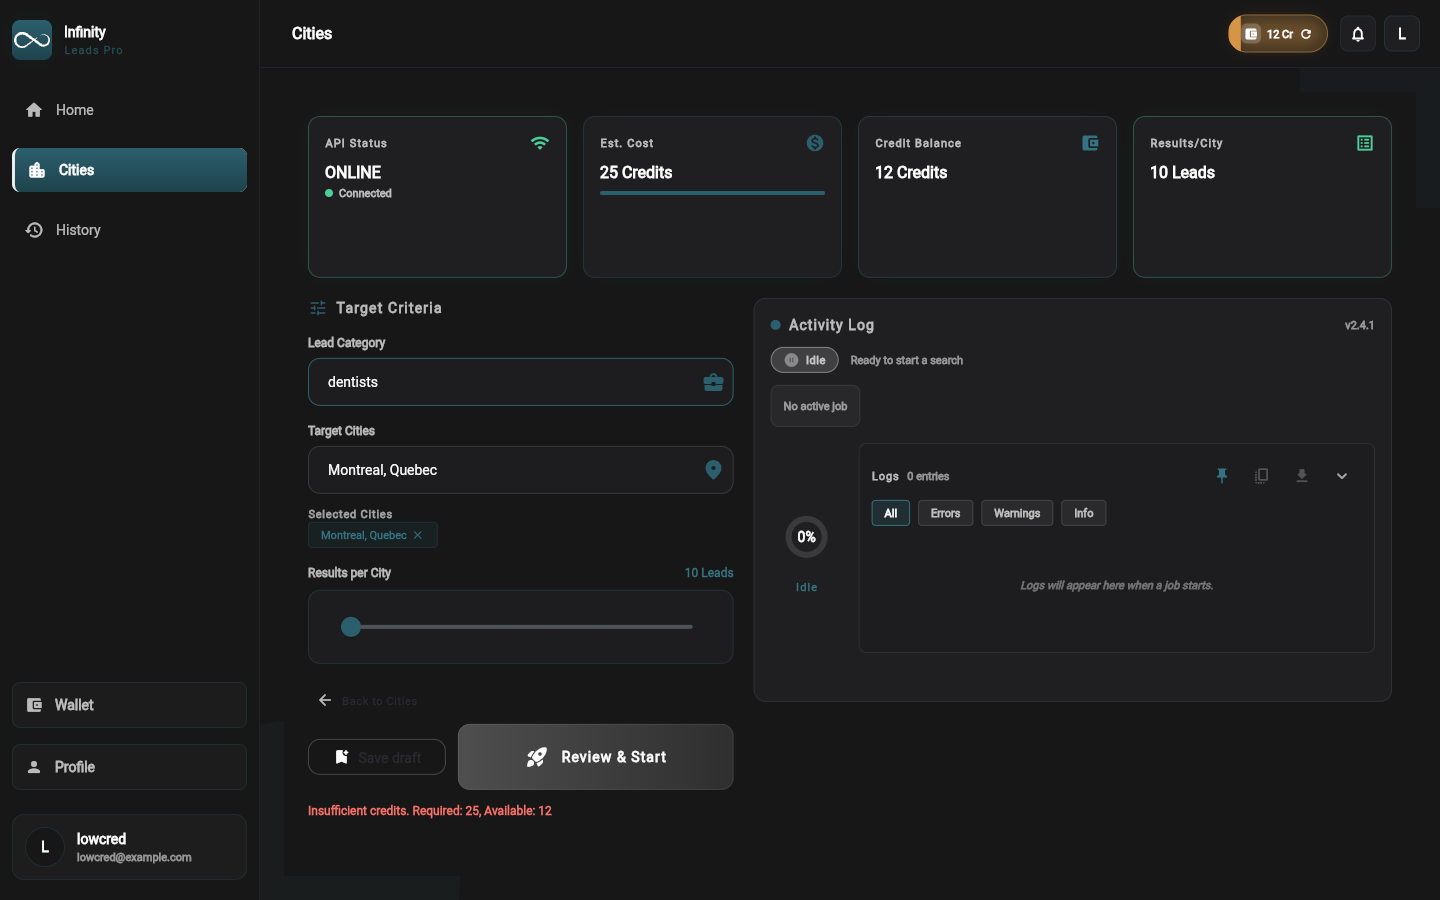 Infinity
Leads Pro
Home
Cities
History
Wallet
Profile
L
lowcred
lowcred@example.com
Cities
12 Cr
L
API Status
ONLINE
Connected
Est. Cost
25 Credits
Credit Balance
12 Credits
Results/City
10 Leads
Target Criteria
Lead Category
dentists
Target Cities
Montreal, Quebec
Selected Cities
Montreal, Quebec
Results per City
10 Leads
Back to Cities
Save draft
Review & Start
Insufficient credits. Required: 25, Available: 12
Activity Log
v2.4.1
Idle
Ready to start a search
No active job
0%
Idle
Logs
0 entries
All
Errors
Warnings
Info
Logs will appear here when a job starts.